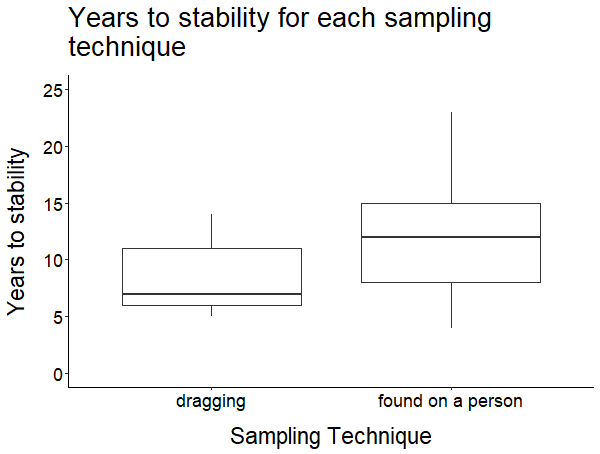 Years to stability for each sampling
technique
Years to stability
25
20
15
10
5
0
dragging
found on a person
Sampling Technique